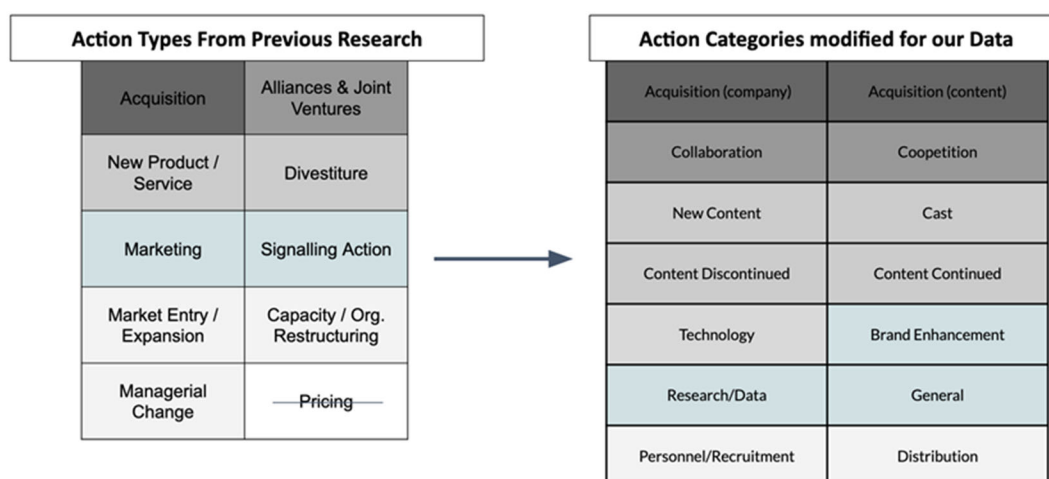 Action Types From Previous Research
Acquisition
Alliances & Joint
Ventures
New Product /
Service
Divestiture
Marketing
Signalling Action
Market Entry /
Expansion
Capacity / Org.
Restructuring
Managerial
Change
Pricing
Action Categories modified for our Data
Acquisition (company)
Acquisition (content)
Collaboration
Coopetition
New Content
Cast
Content Discontinued
Content Continued
Technology
Brand Enhancement
Research/Data
General
Personnel/Recruitment
Distribution